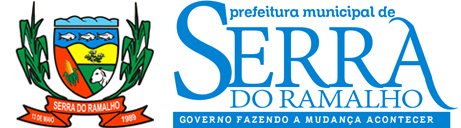 SERRA DO RAMALHO
13 DE MAIO
1989
prefeitura municipal de
SERRA
DO RAMALHO
GOVERNO FAZENDO A MUDANÇA ACONTECER